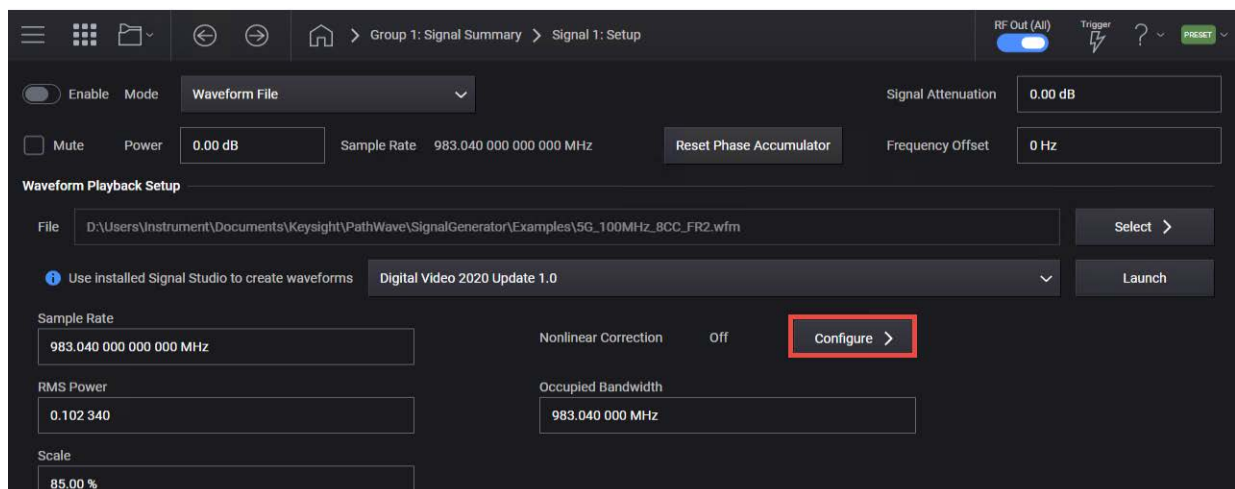 Group 1: Signal Summary > Signal 1: Setup RF Out (All) Trigger ? PRESET
Enable Mode Waveform File Signal Attenuation 0.00 dB
Mute Power 0.00 dB Sample Rate 983.040 000 000 000 MHz Reset Phase Accumulator Frequency Offset 0 Hz
Waveform Playback Setup
File D:\Users\Instrument\Documents\Keysight\PathWave\SignalGenerator\Examples\5G_100MHz_8CC_FR2.wfm Select >
Use installed Signal Studio to create waveforms Digital Video 2020 Update 1.0 Launch
Sample Rate
983.040 000 000 000 MHz Nonlinear Correction Off Configure >
RMS Power Occupied Bandwidth
0.102 340 983.040 000 MHz
Scale
85.00 %